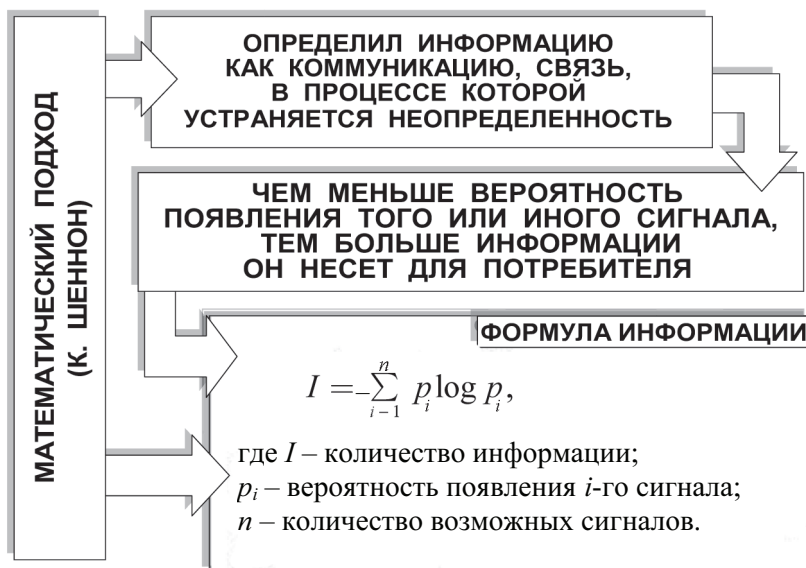 МАТЕМАТИЧЕСКИЙ ПОДХОД
(К. ШЕННОН)
ОПРЕДЕЛИЛ ИНФОРМАЦИЮ
КАК КОММУНИКАЦИЮ, СВЯЗЬ,
В ПРОЦЕССЕ КОТОРОЙ
УСТРАНЯЕТСЯ НЕОПРЕДЕЛЕННОСТЬ
ЧЕМ МЕНЬШЕ ВЕРОЯТНОСТЬ
ПОЯВЛЕНИЯ ТОГО ИЛИ ИНОГО СИГНАЛА,
ТЕМ БОЛЬШЕ ИНФОРМАЦИИ
ОН НЕСЕТ ДЛЯ ПОТРЕБИТЕЛЯ
ФОРМУЛА ИНФОРМАЦИИ
I = –∑_{i – 1}^{n} p_i log p_i,
где I – количество информации;
p_i – вероятность появления i-го сигнала;
n – количество возможных сигналов.